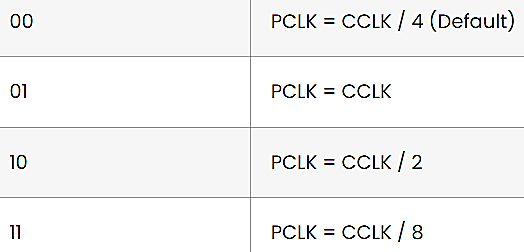 00 PCLK = CCLK / 4 (Default)
01 PCLK = CCLK
10 PCLK = CCLK / 2
11 PCLK = CCLK / 8